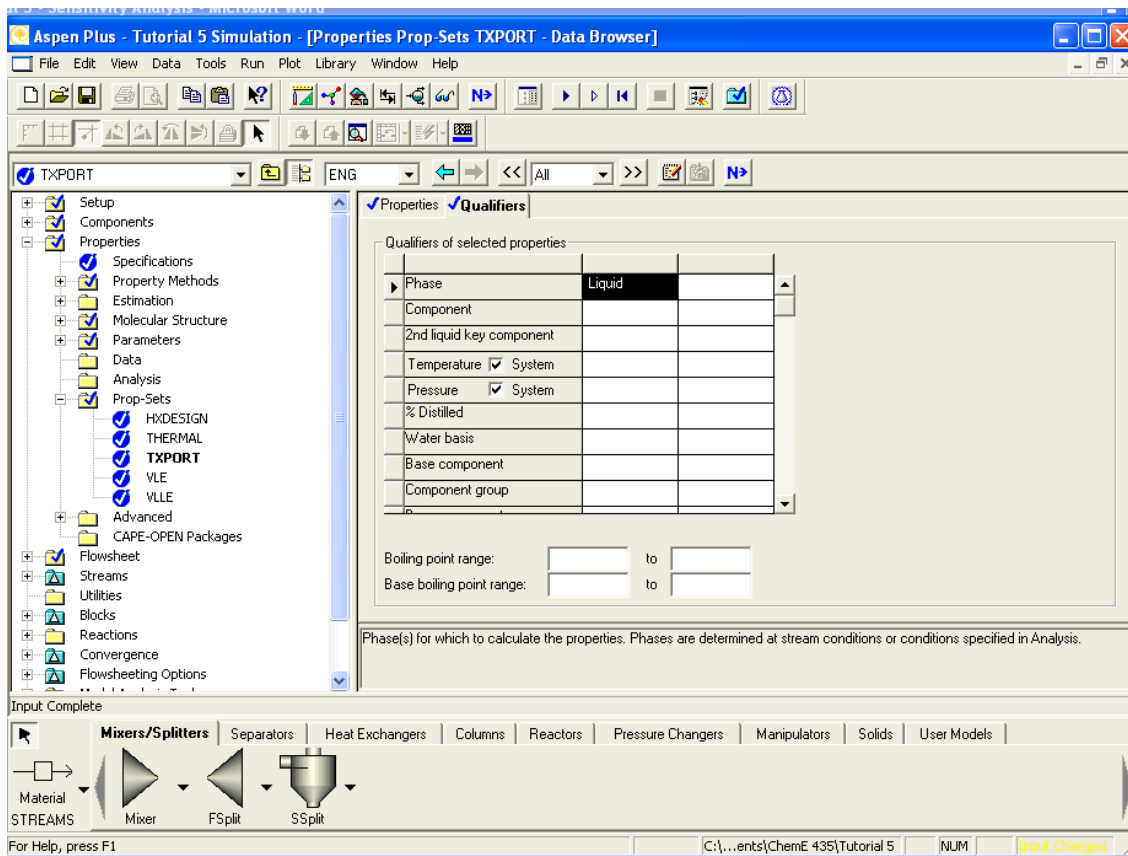 Aspen Plus - Tutorial 5 Simulation - [Properties Prop-Sets TXPORT - Data Browser]
File Edit View Data Tools Run Plot Library Window Help
N>
TXPORT ENG << All >> N>
Setup
Components
Properties
Specifications
Property Methods
Estimation
Molecular Structure
Parameters
Data
Analysis
Prop-Sets
HXDESIGN
THERMAL
TXPORT
VLE
VLLE
Advanced
CAPE-OPEN Packages
Flowsheet
Streams
Utilities
Blocks
Reactions
Convergence
Flowsheeting Options
Properties Qualifiers
Qualifiers of selected properties
Phase Liquid
Component
2nd liquid key component
Temperature System
Pressure System
% Distilled
Water basis
Base component
Component group
Boiling point range: to
Base boiling point range: to
Phase(s) for which to calculate the properties. Phases are determined at stream conditions or conditions specified in Analysis.
Input Complete
Mixers/Splitters Separators Heat Exchangers Columns Reactors Pressure Changers Manipulators Solids User Models
Material
STREAMS Mixer FSplit SSplit
For Help, press F1 C:\...ents\ChemE 435\Tutorial 5 NUM Input Changed